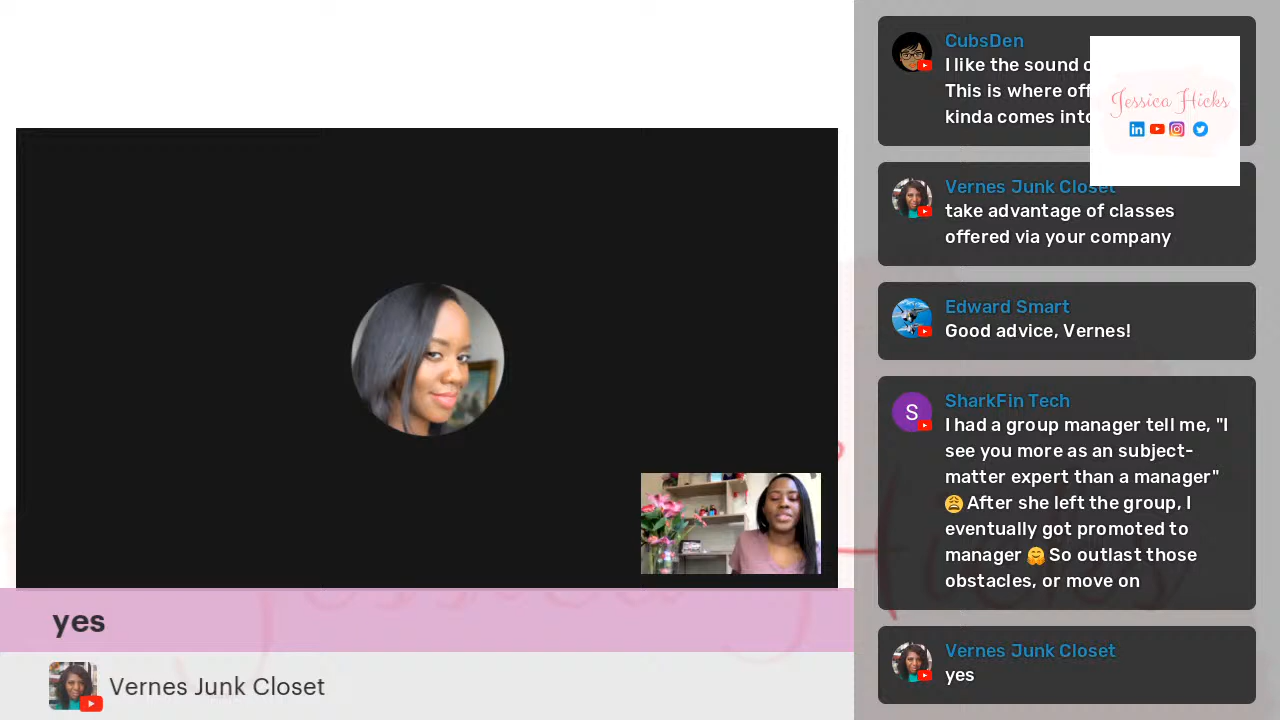 yes
Vernes Junk Closet
CubsDen
I like the sound
This is where
kinda comes
Jessica Hicks
Vernes Junk Closet
take advantage of classes
offered via your company
Edward Smart
Good advice, Vernes!
S
SharkFin Tech
I had a group manager tell me, "I
see you more as an subject-
matter expert than a manager"
😩 After she left the group, I
eventually got promoted to
manager 🤗 So outlast those
obstacles, or move on
Vernes Junk Closet
yes